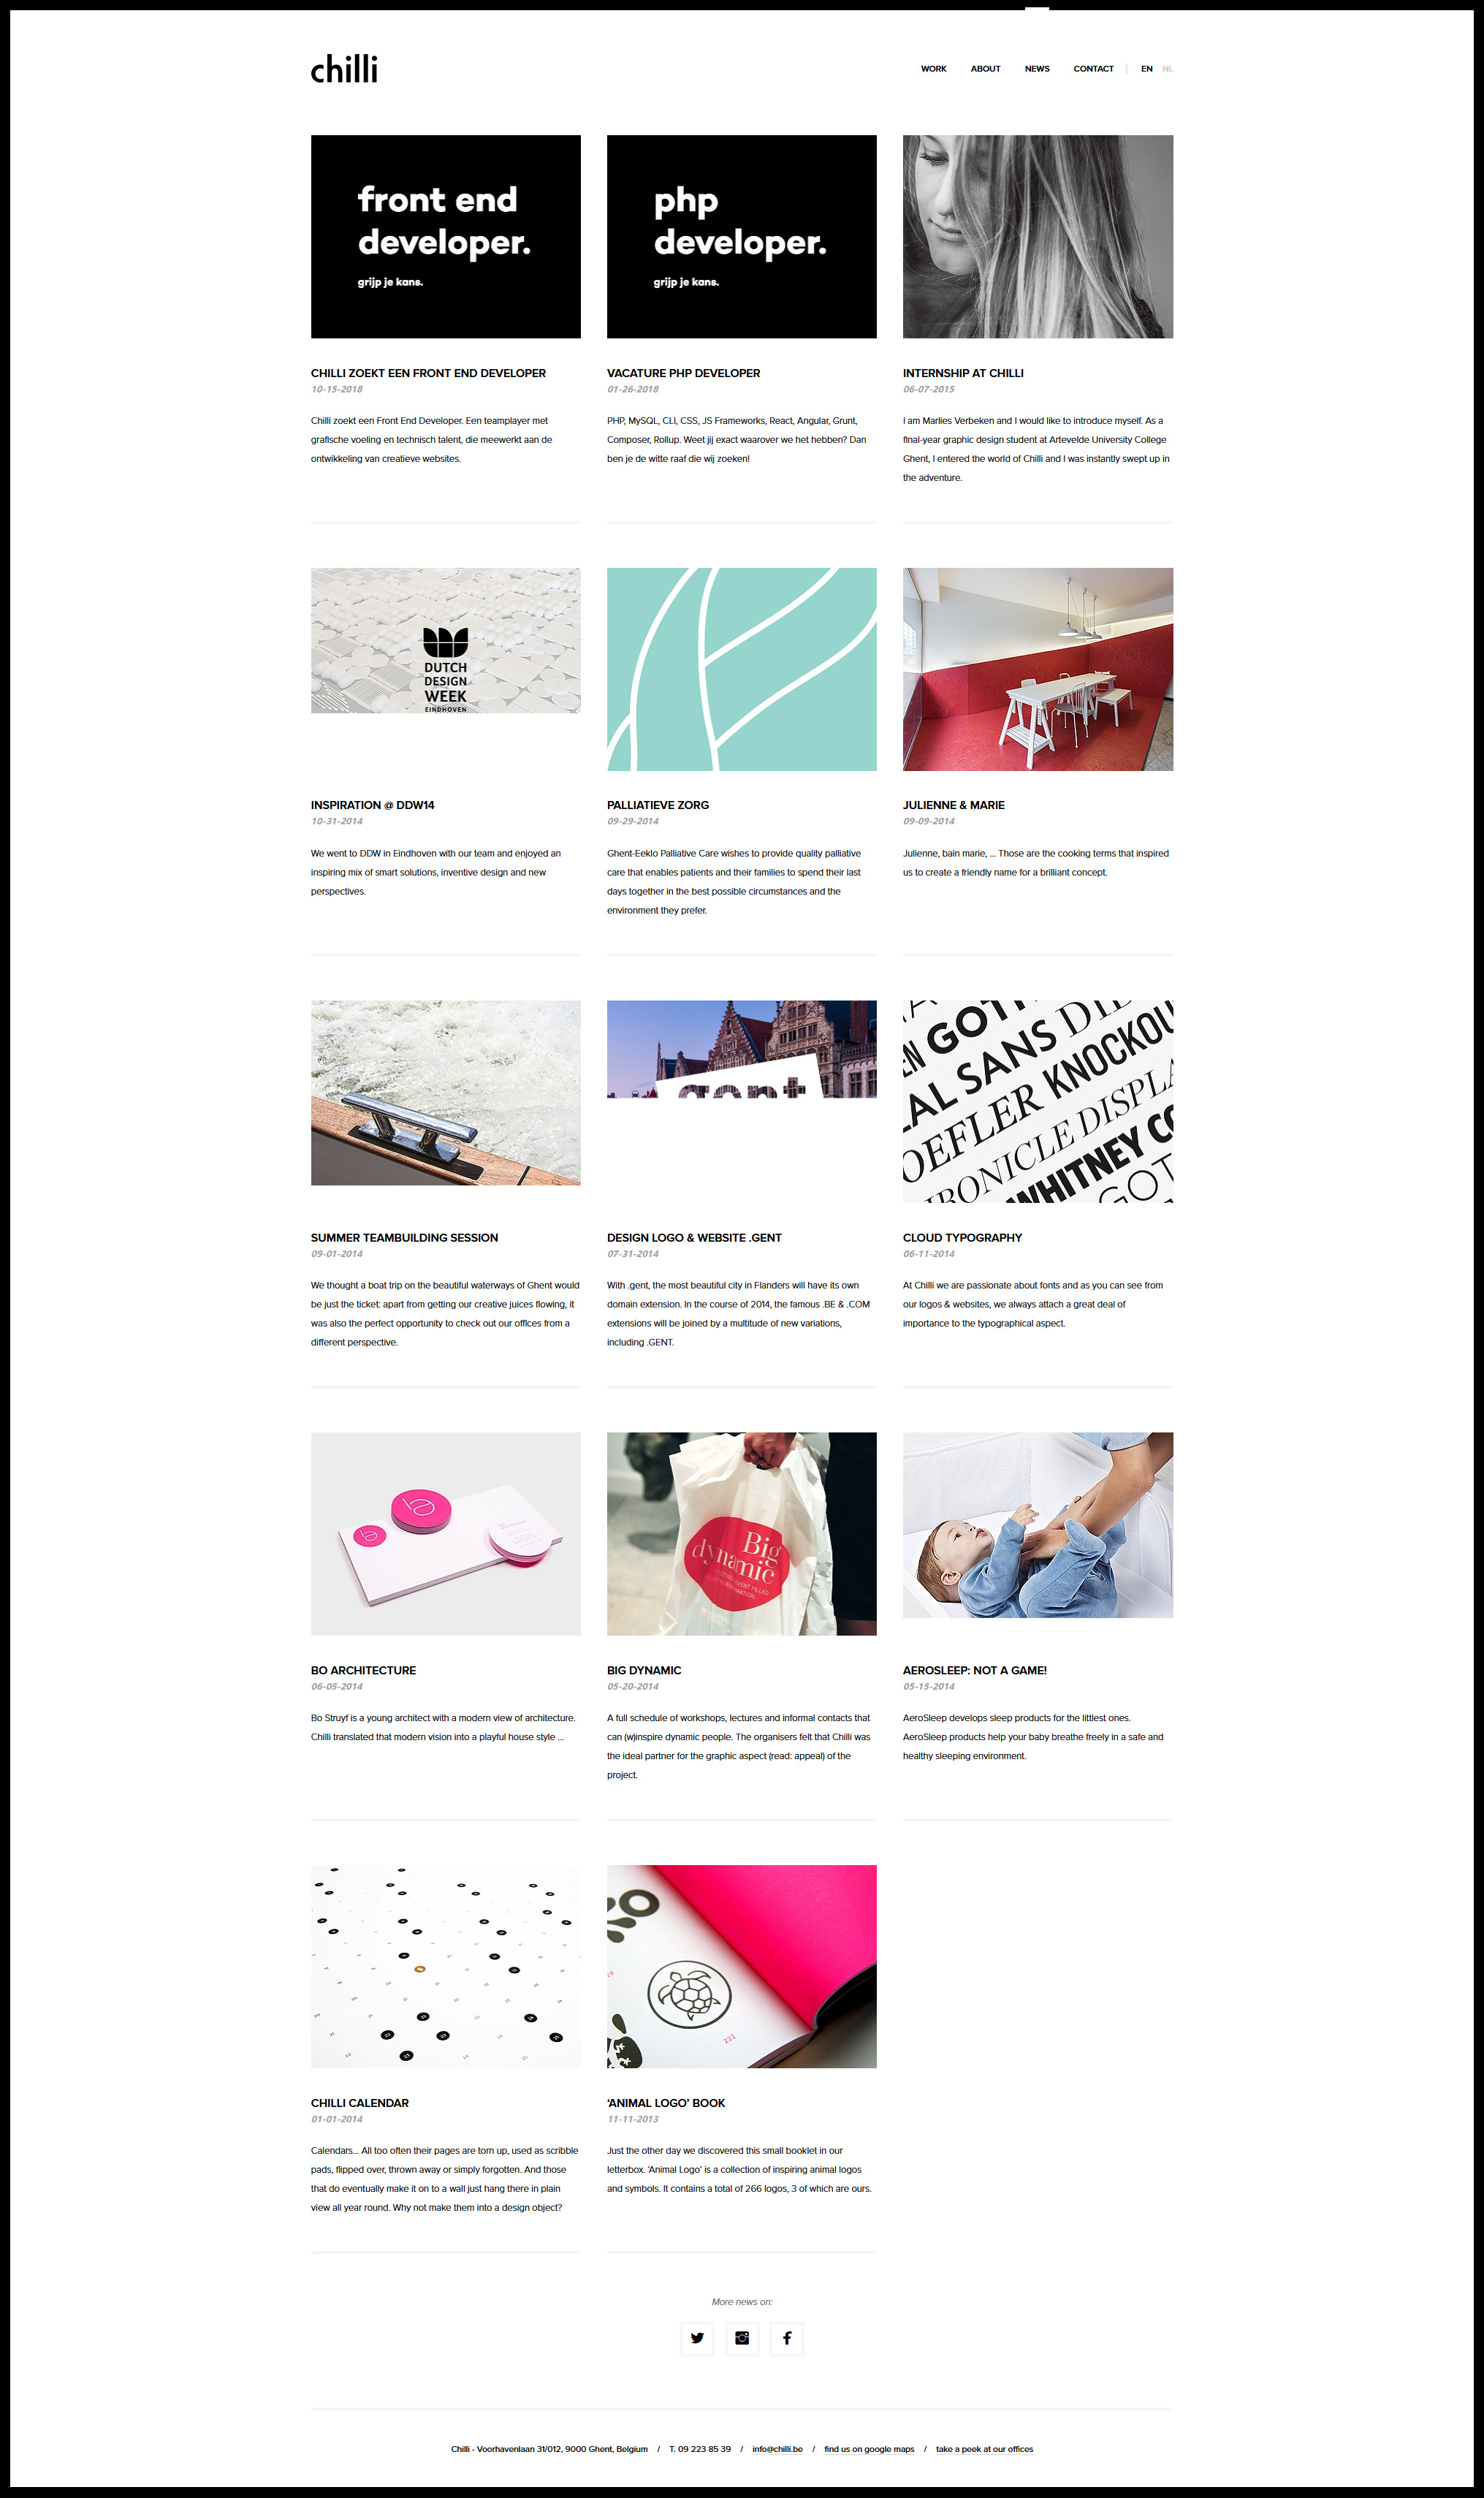 chilli
WORK ABOUT NEWS CONTACT EN NL
front end
developer.
grijp je kans.
php
developer.
grijp je kans.
CHILLI ZOEKT EEN FRONT END DEVELOPER
10-15-2018
Chilli zoekt een Front End Developer. Een teamplayer met
grafische voeling en technisch talent, die meewerkt aan de
ontwikkeling van creatieve websites.
VACATURE PHP DEVELOPER
01-26-2018
PHP, MySQL, CLI, CSS, JS Frameworks, React, Angular, Grunt,
Composer, Rollup. Weet jij exact waarover we het hebben? Dan
ben je de witte raaf die wij zoeken!
INTERNSHIP AT CHILLI
06-07-2015
I am Marlies Verbeken and I would like to introduce myself. As a
final-year graphic design student at Artevelde University College
Ghent, I entered the world of Chilli and I was instantly swept up in
the adventure.
DUTCH
DESIGN
WEEK
EINDHOVEN
INSPIRATION @ DDW14
10-31-2014
We went to DDW in Eindhoven with our team and enjoyed an
inspiring mix of smart solutions, inventive design and new
perspectives.
PALLIATIEVE ZORG
09-29-2014
Ghent-Eeklo Palliative Care wishes to provide quality palliative
care that enables patients and their families to spend their last
days together in the best possible circumstances and the
environment they prefer.
JULIENNE & MARIE
09-09-2014
Julienne, bain marie, ... Those are the cooking terms that inspired
us to create a friendly name for a brilliant concept.
gent
EN GOTH
AL SANS DID
OEFLER KNOCKOU
RONICLE DISPLA
WHITNEY CO
GOT
SUMMER TEAMBUILDING SESSION
09-01-2014
We thought a boat trip on the beautiful waterways of Ghent would
be just the ticket: apart from getting our creative juices flowing, it
was also the perfect opportunity to check out our offices from a
different perspective.
DESIGN LOGO & WEBSITE .GENT
07-31-2014
With .gent, the most beautiful city in Flanders will have its own
domain extension. In the course of 2014, the famous .BE & .COM
extensions will be joined by a multitude of new variations,
including .GENT.
CLOUD TYPOGRAPHY
06-11-2014
At Chilli we are passionate about fonts and as you can see from
our logos & websites, we always attach a great deal of
importance to the typographical aspect.
Big
dynamic
BO ARCHITECTURE
06-05-2014
Bo Struyf is a young architect with a modern view of architecture.
Chilli translated that modern vision into a playful house style ...
BIG DYNAMIC
05-20-2014
A full schedule of workshops, lectures and informal contacts that
can (w)inspire dynamic people. The organisers felt that Chilli was
the ideal partner for the graphic aspect (read: appeal) of the
project.
AEROSLEEP: NOT A GAME!
05-15-2014
AeroSleep develops sleep products for the littlest ones.
AeroSleep products help your baby breathe freely in a safe and
healthy sleeping environment.
222
CHILLI CALENDAR
01-01-2014
Calendars... All too often their pages are torn up, used as scribble
pads, flipped over, thrown away or simply forgotten. And those
that do eventually make it on to a wall just hang there in plain
view all year round. Why not make them into a design object?
‘ANIMAL LOGO’ BOOK
11-11-2013
Just the other day we discovered this small booklet in our
letterbox. ‘Animal Logo’ is a collection of inspiring animal logos
and symbols. It contains a total of 266 logos, 3 of which are ours.
More news on:
Chilli - Voorhavenlaan 31/012, 9000 Ghent, Belgium / T. 09 223 85 39 / info@chilli.be / find us on google maps / take a peek at our offices